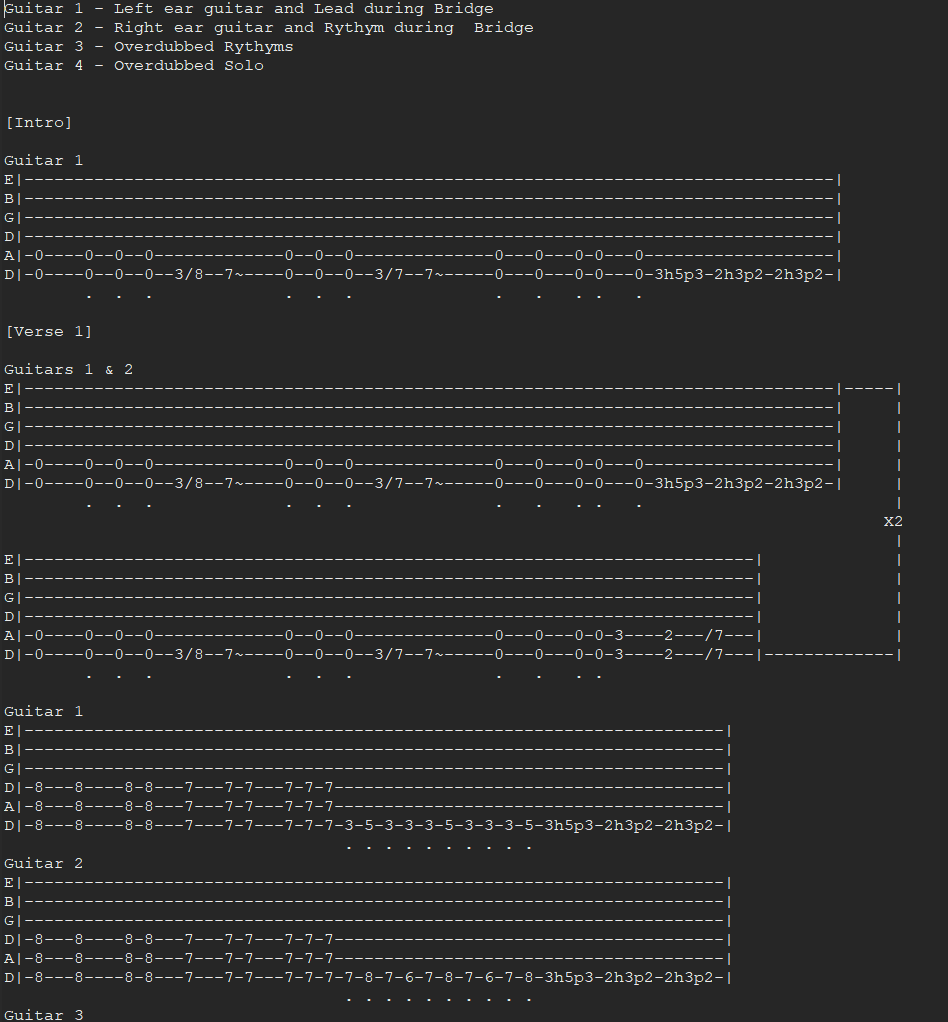 Guitar 1 - Left ear guitar and Lead during Bridge
Guitar 2 - Right ear guitar and Rythym during  Bridge
Guitar 3 - Overdubbed Rythyms
Guitar 4 - Overdubbed Solo
[Intro]
Guitar 1
E|---------------------------------------------------------------------------------|
B|---------------------------------------------------------------------------------|
G|---------------------------------------------------------------------------------|
D|---------------------------------------------------------------------------------|
A|-0----0--0--0-------------0--0--0--------------0---0---0-0---0-------------------|
D|-0----0--0--0--3/8--7~----0--0--0--3/7--7~-----0---0---0-0---0-3h5p3-2h3p2-2h3p2-|
        .  .  .             .  .  .              .   .   . .   .
[Verse 1]
Guitars 1 & 2
E|---------------------------------------------------------------------------------|-----|
B|---------------------------------------------------------------------------------|     |
G|---------------------------------------------------------------------------------|     |
D|---------------------------------------------------------------------------------|     |
A|-0----0--0--0-------------0--0--0--------------0---0---0-0---0-------------------|     |
D|-0----0--0--0--3/8--7~----0--0--0--3/7--7~-----0---0---0-0---0-3h5p3-2h3p2-2h3p2-|     |
        .  .  .             .  .  .              .   .   . .   .                         |
                                                                                        X2
                                                                                         |
E|-------------------------------------------------------------------------|             |
B|-------------------------------------------------------------------------|             |
G|-------------------------------------------------------------------------|             |
D|-------------------------------------------------------------------------|             |
A|-0----0--0--0-------------0--0--0--------------0---0---0-0-3----2---/7---|             |
D|-0----0--0--0--3/8--7~----0--0--0--3/7--7~-----0---0---0-0-3----2---/7---|-------------|
        .  .  .             .  .  .              .   .   . .
Guitar 1
E|----------------------------------------------------------------------|
B|----------------------------------------------------------------------|
G|----------------------------------------------------------------------|
D|-8---8----8-8---7---7-7---7-7-7---------------------------------------|
A|-8---8----8-8---7---7-7---7-7-7---------------------------------------|
D|-8---8----8-8---7---7-7---7-7-7-3-5-3-3-3-5-3-3-3-5-3h5p3-2h3p2-2h3p2-|
                                  . . . . . . . . . .
Guitar 2
E|----------------------------------------------------------------------|
B|----------------------------------------------------------------------|
G|----------------------------------------------------------------------|
D|-8---8----8-8---7---7-7---7-7-7---------------------------------------|
A|-8---8----8-8---7---7-7---7-7-7---------------------------------------|
D|-8---8----8-8---7---7-7---7-7-7-7-8-7-6-7-8-7-6-7-8-3h5p3-2h3p2-2h3p2-|
                                  . . . . . . . . . .
Guitar 3